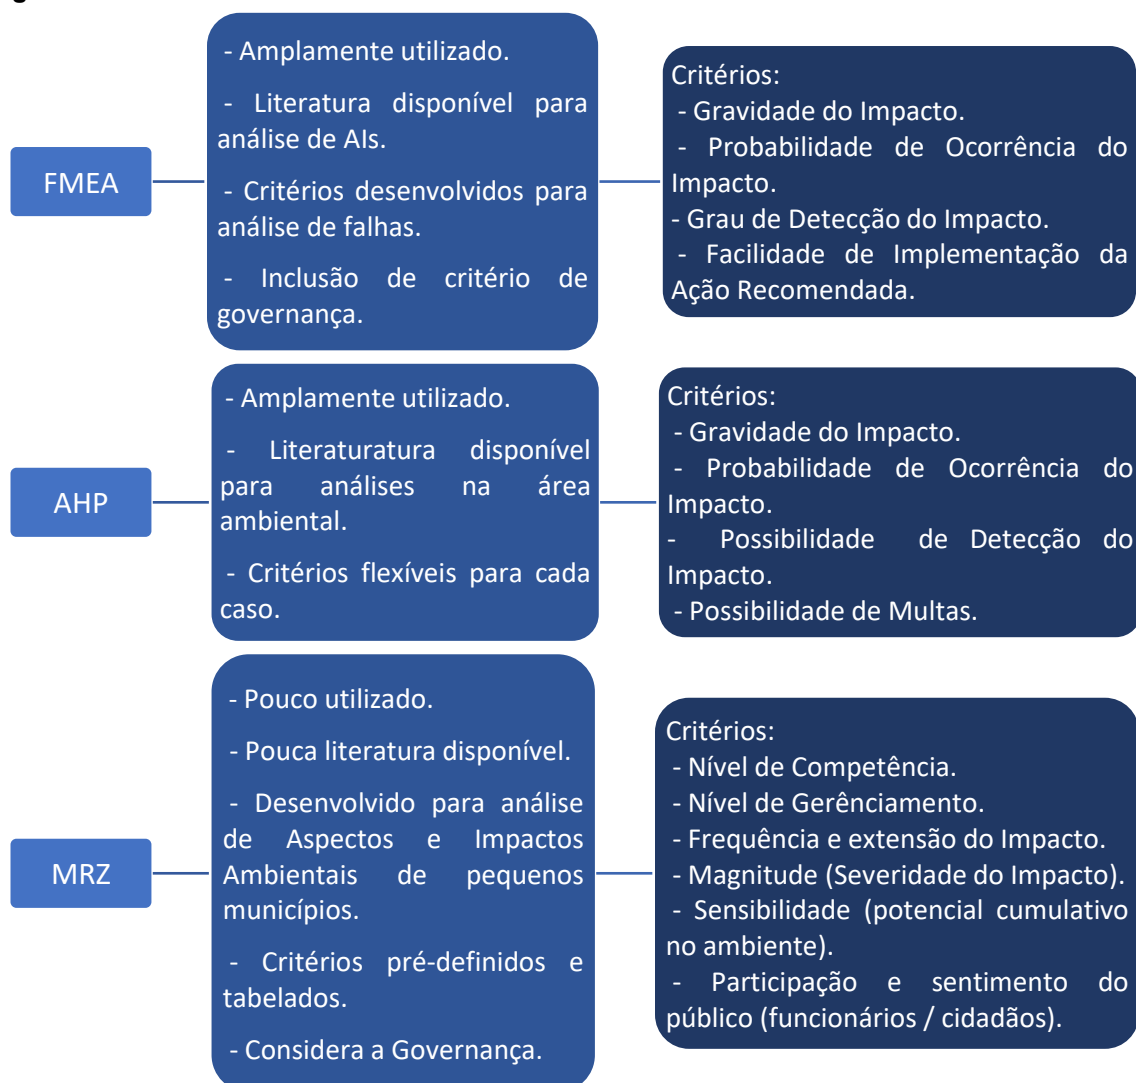 FMEA
- Amplamente utilizado.
- Literatura disponível para
análise de AIs.
- Critérios desenvolvidos para
análise de falhas.
- Inclusão de critério de
governança.
Critérios:
- Gravidade do Impacto.
- Probabilidade de Ocorrência do
Impacto.
- Grau de Detecção do Impacto.
- Facilidade de Implementação da
Ação Recomendada.
AHP
- Amplamente utilizado.
- Literaturatura disponível
para análises na área
ambiental.
- Critérios flexíveis para cada
caso.
Critérios:
- Gravidade do Impacto.
- Probabilidade de Ocorrência do
Impacto.
- Possibilidade de Detecção do
Impacto.
- Possibilidade de Multas.
MRZ
- Pouco utilizado.
- Pouca literatura disponível.
- Desenvolvido para análise
de Aspectos e Impactos
Ambientais de pequenos
municípios.
- Critérios pré-definidos e
tabelados.
- Considera a Governança.
Critérios:
- Nível de Competência.
- Nível de Gerênciamento.
- Frequência e extensão do Impacto.
- Magnitude (Severidade do Impacto).
- Sensibilidade (potencial cumulativo
no ambiente).
- Participação e sentimento do
público (funcionários / cidadãos).